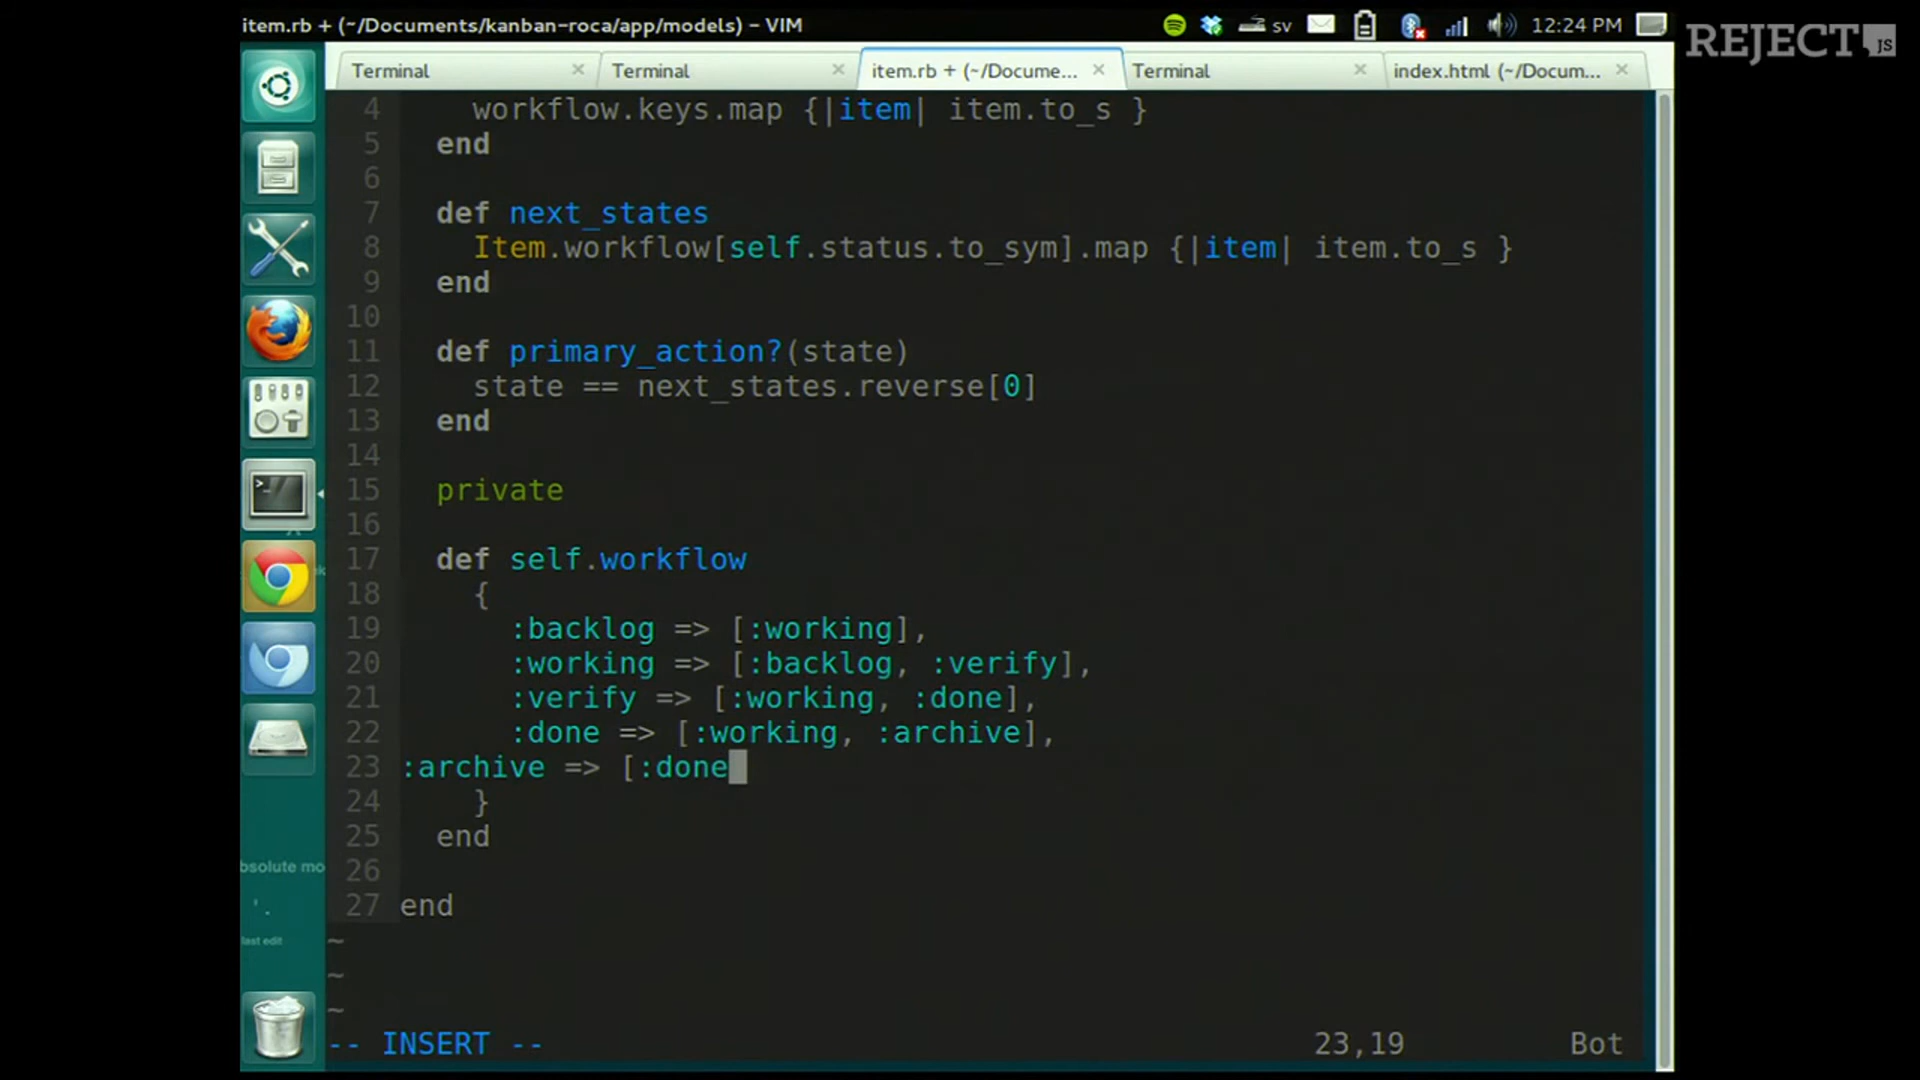 item.rb + (~/Documents/kanban-roca/app/models) – VIM
sv
12:24 PM
REJECT JS
Terminal
Terminal
item.rb + (~/Docume...
Terminal
index.html (~/Docum...
4 workflow.keys.map {|item| item.to_s }
5 end
6
7 def next_states
8 Item.workflow[self.status.to_sym].map {|item| item.to_s }
9 end
10
11 def primary_action?(state)
12 state == next_states.reverse[0]
13 end
14
15 private
16
17 def self.workflow
18 {
19 :backlog => [:working],
20 :working => [:backlog, :verify],
21 :verify => [:working, :done],
22 :done => [:working, :archive],
23 :archive => [:done
24 }
25 end
26
27 end
~
~
~
bsolute mo
last edit
-- INSERT --
23,19
Bot